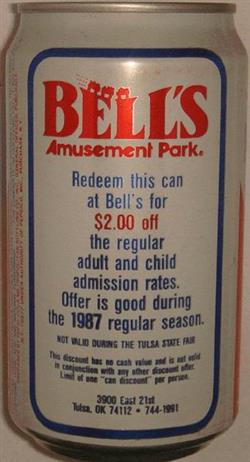 BELL'S
Amusement Park®
Redeem this can
at Bell's for
$2.00 off
the regular
adult and child
admission rates.
Offer is good during
the 1987 regular season.
NOT VALID DURING THE TULSA STATE FAIR
This discount has no cash value and is not valid
in conjunction with any other discount offer.
Limit of one "can discount" per person.
3900 East 21st
Tulsa, OK 74112 • 744-1991